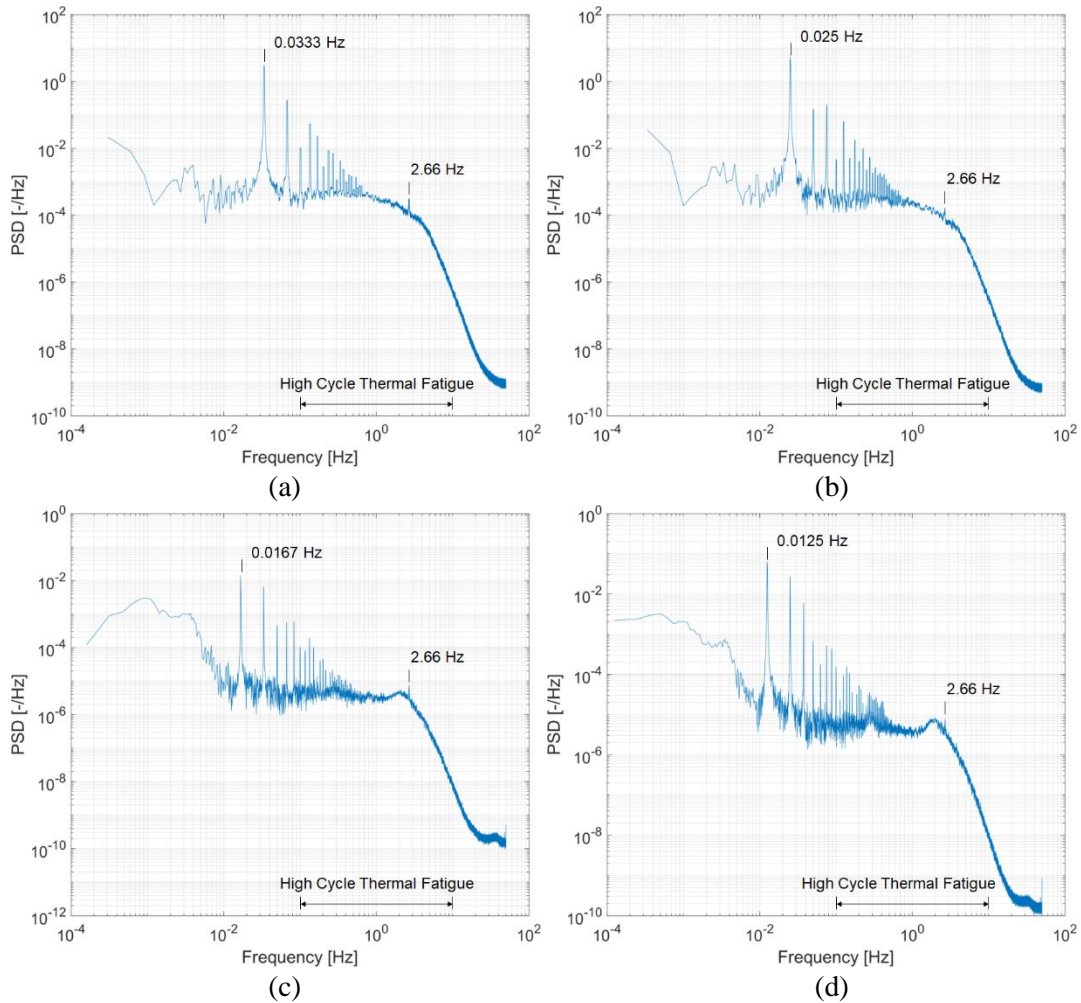 10^4
10^2
10^0
10^-2
10^-4
10^-6
10^-8
10^-10
PSD [-/Hz]
0.0333 Hz
2.66 Hz
High Cycle Thermal Fatigue
10^-4
10^-2
10^0
10^2
Frequency [Hz]
(a)
10^2
10^0
10^-2
10^-4
10^-6
10^-8
10^-10
PSD [-/Hz]
0.025 Hz
2.66 Hz
High Cycle Thermal Fatigue
10^-4
10^-2
10^0
10^2
Frequency [Hz]
(b)
10^0
10^-2
10^-4
10^-6
10^-8
10^-10
10^-12
PSD [-/Hz]
0.0167 Hz
2.66 Hz
High Cycle Thermal Fatigue
10^-4
10^-2
10^0
10^2
Frequency [Hz]
(c)
10^0
10^-2
10^-4
10^-6
10^-8
10^-10
PSD [-/Hz]
0.0125 Hz
2.66 Hz
High Cycle Thermal Fatigue
10^-4
10^-2
10^0
10^2
Frequency [Hz]
(d)